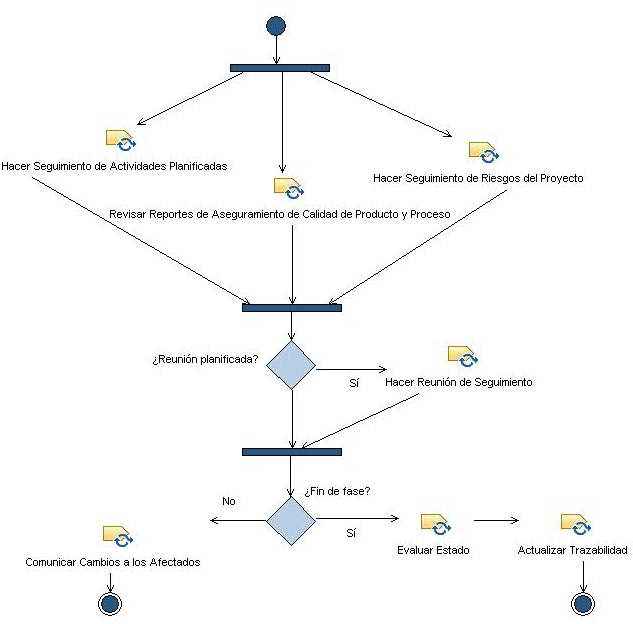 Hacer Seguimiento de Actividades Planificadas
Hacer Seguimiento de Riesgos del Proyecto
Revisar Reportes de Aseguramiento de Calidad de Producto y Proceso
¿Reunión planificada?
Sí
Hacer Reunión de Seguimiento
¿Fin de fase?
No
Sí
Evaluar Estado
Actualizar Trazabilidad
Comunicar Cambios a los Afectados